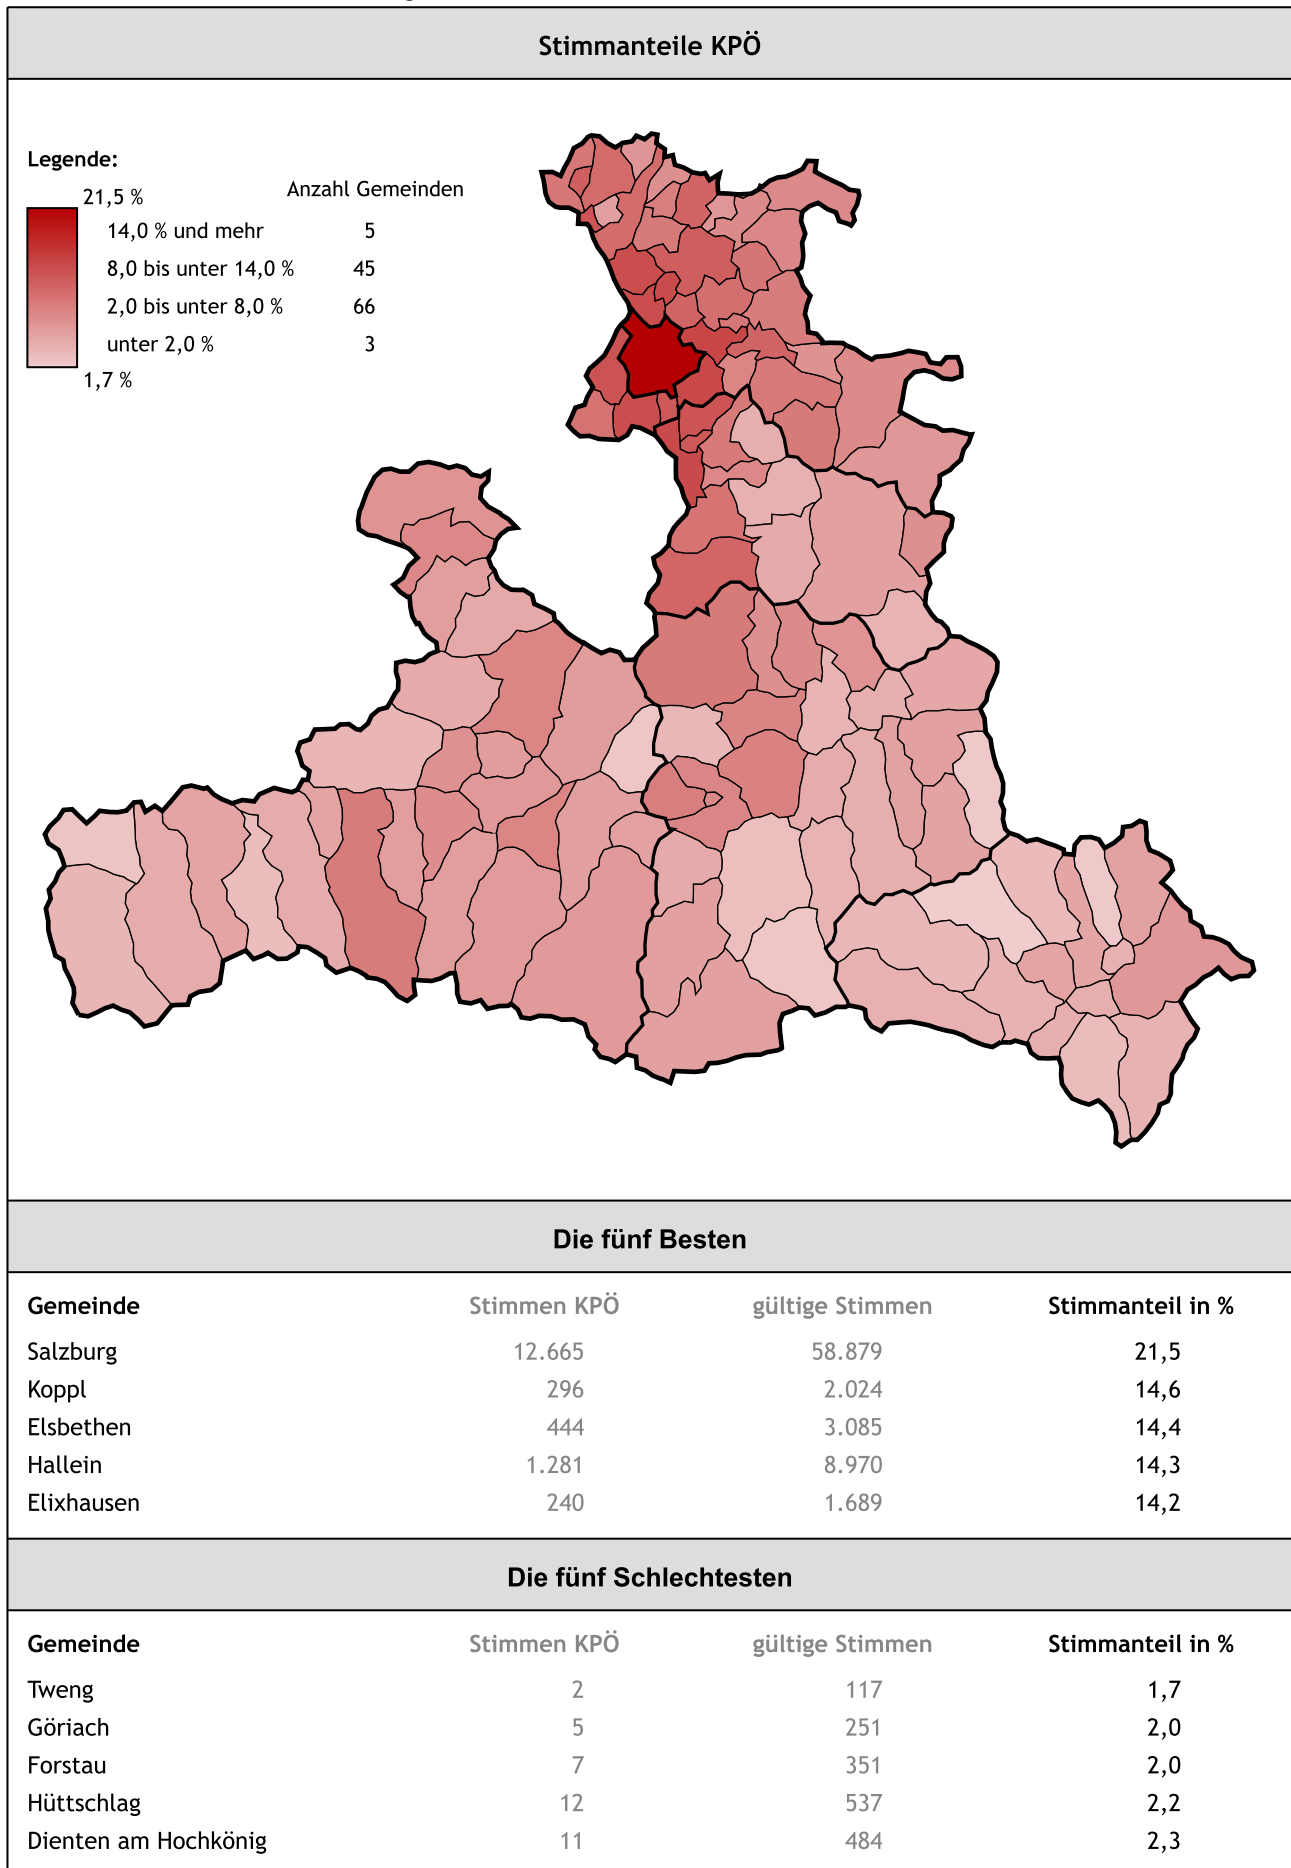 Stimmanteile KPÖ
Legende:
21,5 %
Anzahl Gemeinden
14,0 % und mehr 5
8,0 bis unter 14,0 % 45
2,0 bis unter 8,0 % 66
unter 2,0 % 3
1,7 %
Die fünf Besten
Gemeinde Stimmen KPÖ gültige Stimmen Stimmanteil in %
Salzburg 12.665 58.879 21,5
Koppl 296 2.024 14,6
Elsbethen 444 3.085 14,4
Hallein 1.281 8.970 14,3
Elixhausen 240 1.689 14,2
Die fünf Schlechtesten
Gemeinde Stimmen KPÖ gültige Stimmen Stimmanteil in %
Tweng 2 117 1,7
Göriach 5 251 2,0
Forstau 7 351 2,0
Hüttschlag 12 537 2,2
Dienten am Hochkönig 11 484 2,3